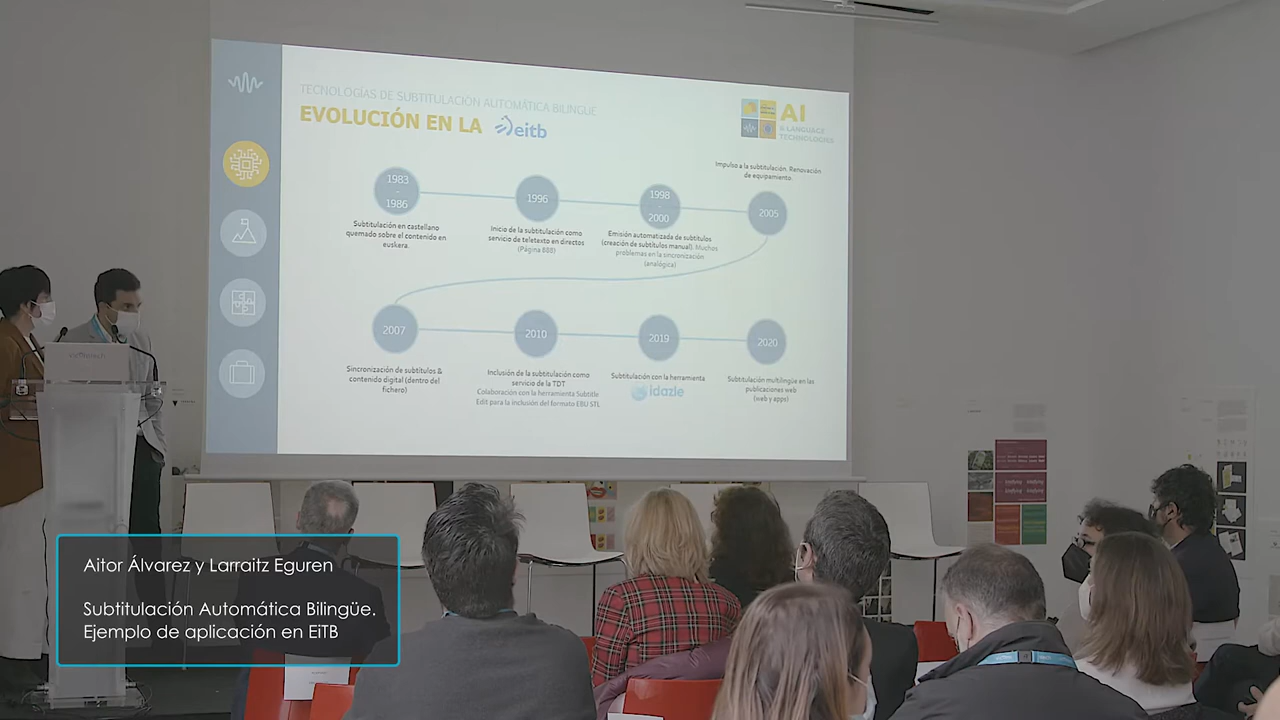 TECNOLOGÍAS DE SUBTITULACIÓN AUTOMÁTICA BILINGÜE
EVOLUCIÓN EN LA eitb
AI
& LANGUAGE
TECHNOLOGIES
1983
-
1986
Subtitulación en castellano
quemado sobre el contenido en
euskera.
1996
Inicio de la subtitulación como
servicio de teletexto en directos
(Página 888)
1998
2000
Emisión automatizada de subtítulos
(creación de subtítulos manual). Muchos
problemas en la sincronización
(analógica)
Impulso a la subtitulación. Renovación
de equipamiento.
2005
2007
Sincronización de subtítulos &
contenido digital (dentro del
fichero)
2010
Inclusión de la subtitulación como
servicio de la TDT
Colaboración con la herramienta Subtitle
Edit para la inclusión del formato EBU STL
2019
Subtitulación con la herramienta
idazle
2020
Subtitulación multilingüe en las
publicaciones web
(web y apps)
Aitor Álvarez y Larraitz Eguren
Subtitulación Automática Bilingüe.
Ejemplo de aplicación en EiTB